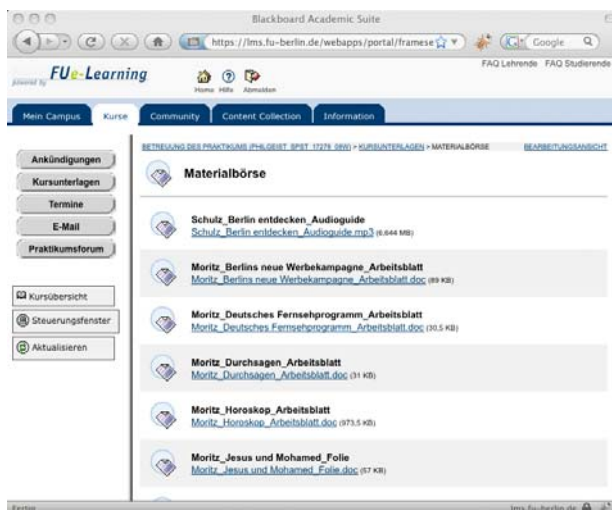 Blackboard Academic Suite
https://lms.fu-berlin.de/webapps/portal/framese
Google
powered by FUe-Learning
Home Hilfe Abmelden
FAQ Lehrende FAQ Studierende
Mein Campus Kurse Community Content Collection Information
BETREUUNG DES PRAKTIKUMS (PHILGEIST_SPST_17276_08W) > KURSUNTERLAGEN > MATERIALBÖRSE BEARBEITUNGSANSICHT
Ankündigungen
Kursunterlagen
Termine
E-Mail
Praktikumsforum
Kursübersicht
Steuerungsfenster
Aktualisieren
Materialbörse
Schulz_Berlin entdecken_Audioguide
Schulz_Berlin entdecken_Audioguide.mp3 (6,644 MB)
Moritz_Berlins neue Werbekampagne_Arbeitsblatt
Moritz_Berlins neue Werbekampagne_Arbeitsblatt.doc (89 KB)
Moritz_Deutsches Fernsehprogramm_Arbeitsblatt
Moritz_Deutsches Fernsehprogramm_Arbeitsblatt.doc (30,5 KB)
Moritz_Durchsagen_Arbeitsblatt
Moritz_Durchsagen_Arbeitsblatt.doc (31 KB)
Moritz_Horoskop_Arbeitsblatt
Moritz_Horoskop_Arbeitsblatt.doc (973,5 KB)
Moritz_Jesus und Mohamed_Folie
Moritz_Jesus und Mohamed_Folie.doc (57 KB)
Fertig lms.fu-berlin.de